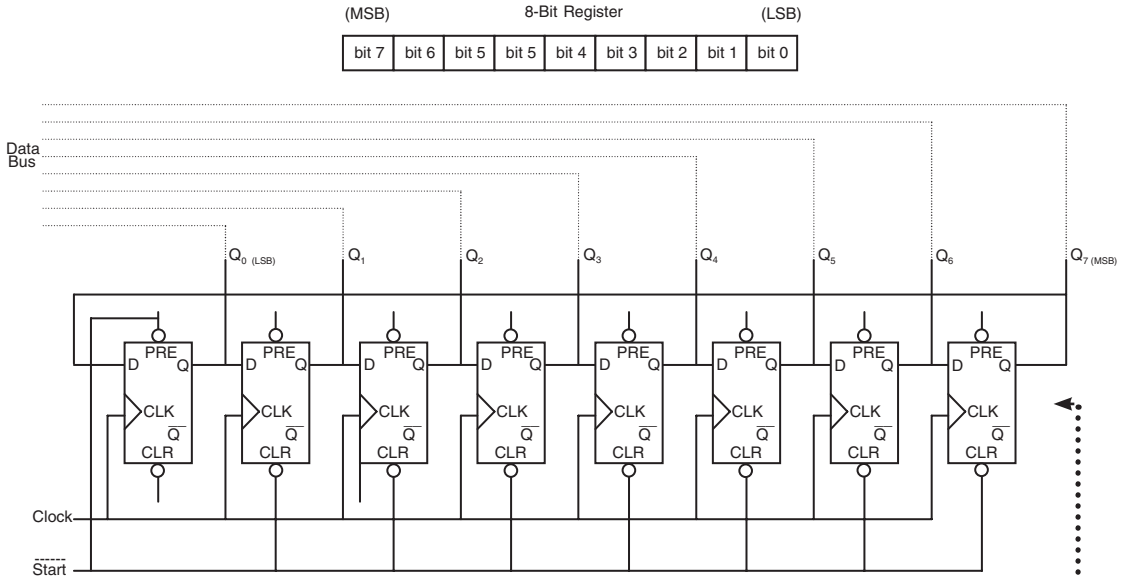 (MSB) 8-Bit Register (LSB)
bit 7 bit 6 bit 5 bit 5 bit 4 bit 3 bit 2 bit 1 bit 0
Data
Bus
Q0 (LSB) Q1 Q2 Q3 Q4 Q5 Q6 Q7 (MSB)
PRE PRE PRE PRE PRE PRE PRE PRE
D Q D Q D Q D Q D Q D Q D Q D Q
CLK CLK CLK CLK CLK CLK CLK CLK
Q̅ Q̅ Q̅ Q̅ Q̅ Q̅ Q̅ Q̅
CLR CLR CLR CLR CLR CLR CLR CLR
Clock
Start